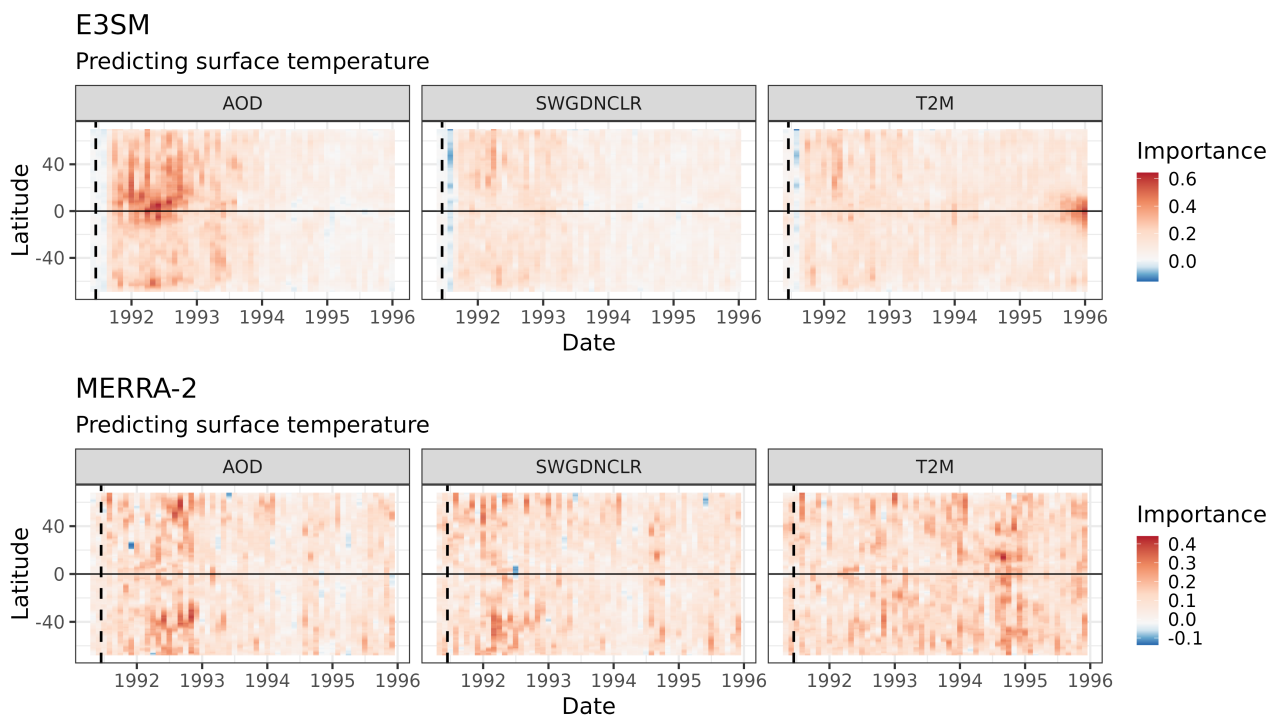 E3SM
Predicting surface temperature
AOD SWGDNCLR T2M
Latitude
40
0
-40
1992 1993 1994 1995 1996 1992 1993 1994 1995 1996 1992 1993 1994 1995 1996
Date
Importance
0.6
0.4
0.2
0.0
MERRA-2
Predicting surface temperature
AOD SWGDNCLR T2M
Latitude
40
0
-40
1992 1993 1994 1995 1996 1992 1993 1994 1995 1996 1992 1993 1994 1995 1996
Date
Importance
0.4
0.3
0.2
0.1
0.0
-0.1